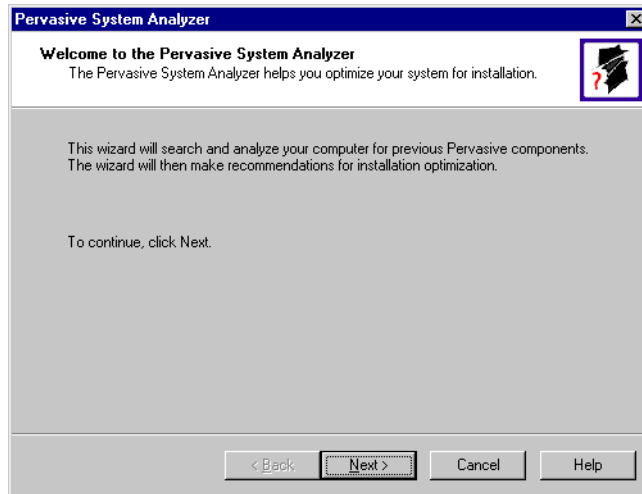 Pervasive System Analyzer
Welcome to the Pervasive System Analyzer
The Pervasive System Analyzer helps you optimize your system for installation.
?
This wizard will search and analyze your computer for previous Pervasive components.
The wizard will then make recommendations for installation optimization.
To continue, click Next.
< Back
Next >
Cancel
Help